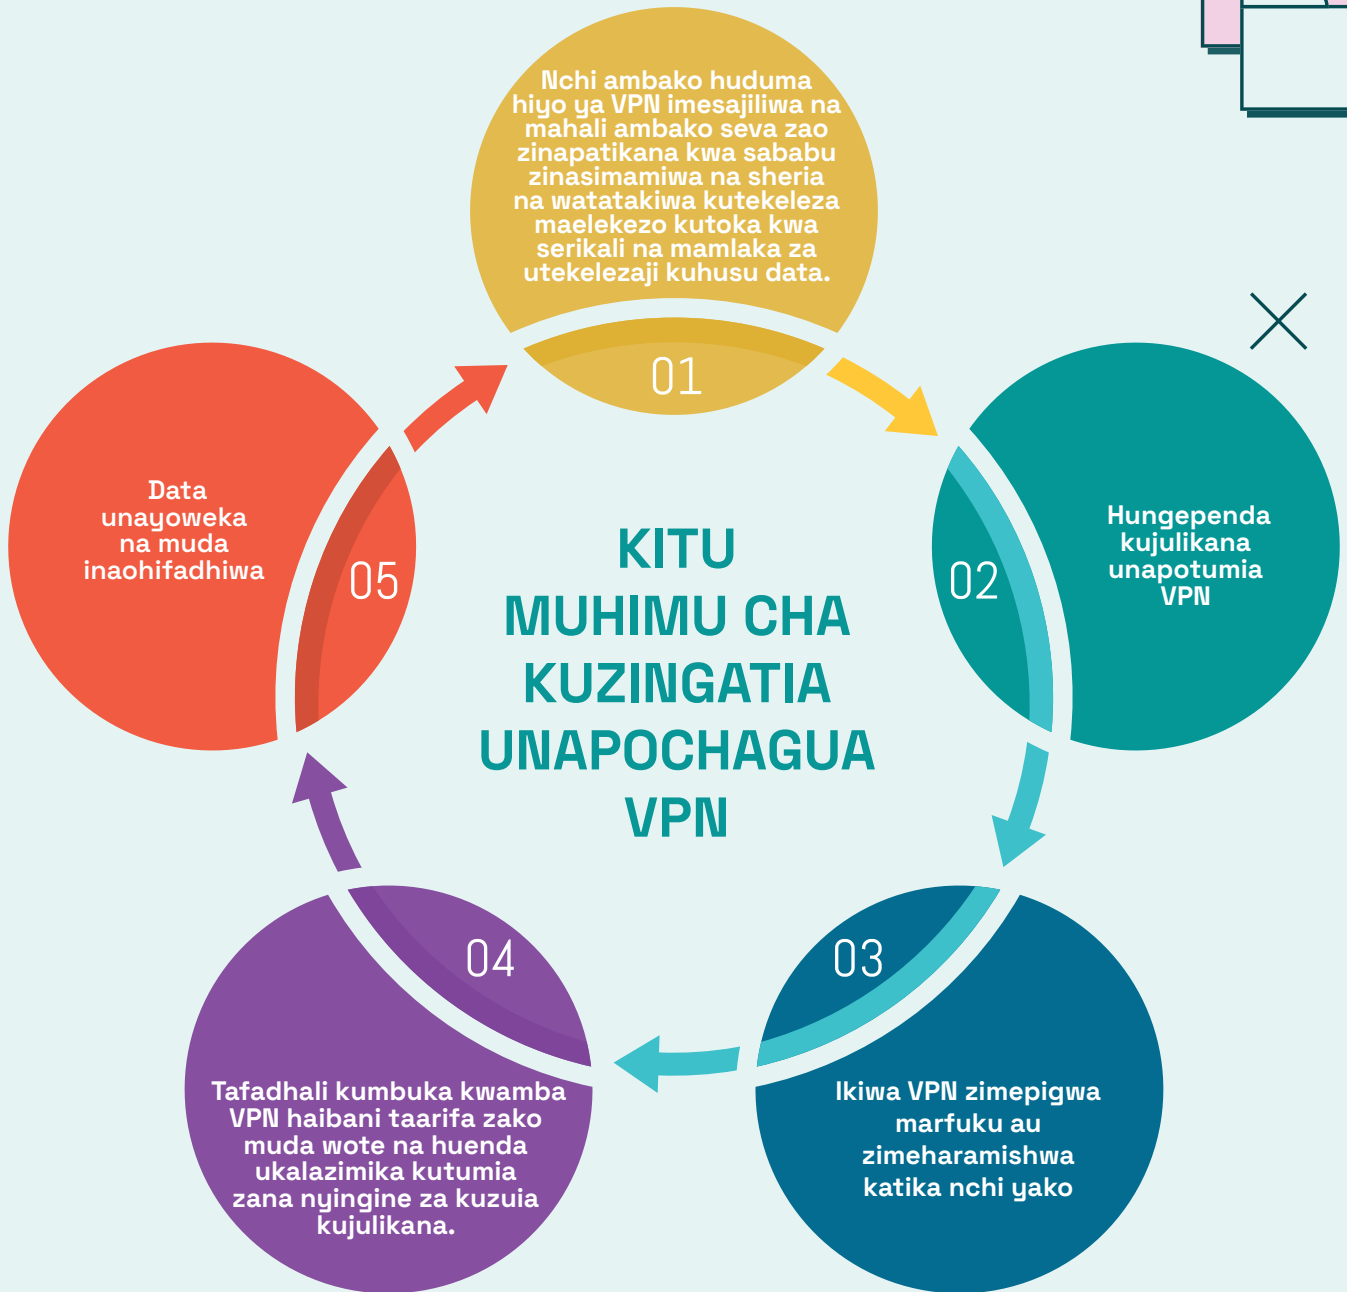 Nchi ambako huduma
hiyo ya VPN imesajiliwa na
mahali ambako seva zao
zinapatikana kwa sababu
zinasimamiwa na sheria
na watatakiwa kutekeleza
maelekezo kutoka kwa
serikali na mamlaka za
utekelezaji kuhusu data.
01
Hungependa
kujulikana
unapotumia
VPN
02
Ikiwa VPN zimepigwa
marfuku au
zimeharamishwa
katika nchi yako
03
Tafadhali kumbuka kwamba
VPN haibani taarifa zako
muda wote na huenda
ukalazimika kutumia
zana nyingine za kuzuia
kujulikana.
04
Data
unayoweka
na muda
inaohifadhiwa
05
KITU
MUHIMU CHA
KUZINGATIA
UNAPOCHAGUA
VPN